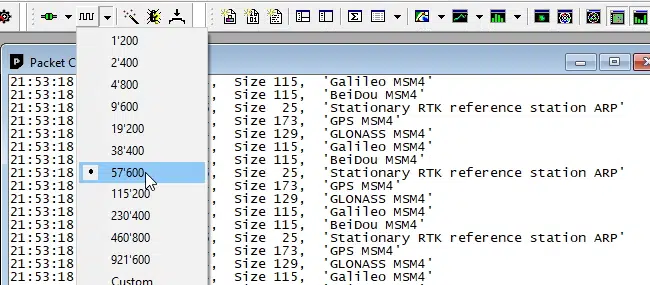 1'200
2'400
4'800
9'600
19'200
38'400
57'600
115'200
230'400
460'800
921'600
Custom
Packet C
21:53:18 , Size 115, 'Galileo MSM4'
21:53:18 , Size 115, 'BeiDou MSM4'
21:53:18 , Size 25, 'Stationary RTK reference station ARP'
21:53:18 , Size 173, 'GPS MSM4'
21:53:18 , Size 129, 'GLONASS MSM4'
21:53:18 , Size 115, 'Galileo MSM4'
21:53:18 , Size 115, 'BeiDou MSM4'
21:53:18 , Size 25, 'Stationary RTK reference station ARP'
21:53:18 , Size 173, 'GPS MSM4'
21:53:18 , Size 129, 'GLONASS MSM4'
21:53:18 , Size 115, 'Galileo MSM4'
21:53:18 , Size 115, 'BeiDou MSM4'
21:53:18 , Size 25, 'Stationary RTK reference station ARP'
21:53:18 , Size 173, 'GPS MSM4'
21:53:18 , Size 129, 'GLONASS MSM4'
21:53:18 , Size 115, 'Galileo MSM4'